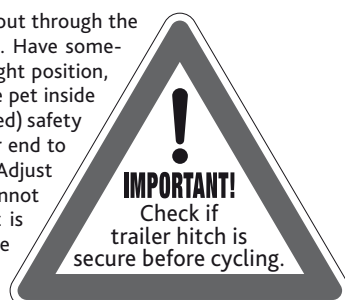 out through the
. Have some-
ght position,
e pet inside
ed) safety
r end to
Adjust
nnot
is
e
!
IMPORTANT!
Check if
trailer hitch is
secure before cycling.